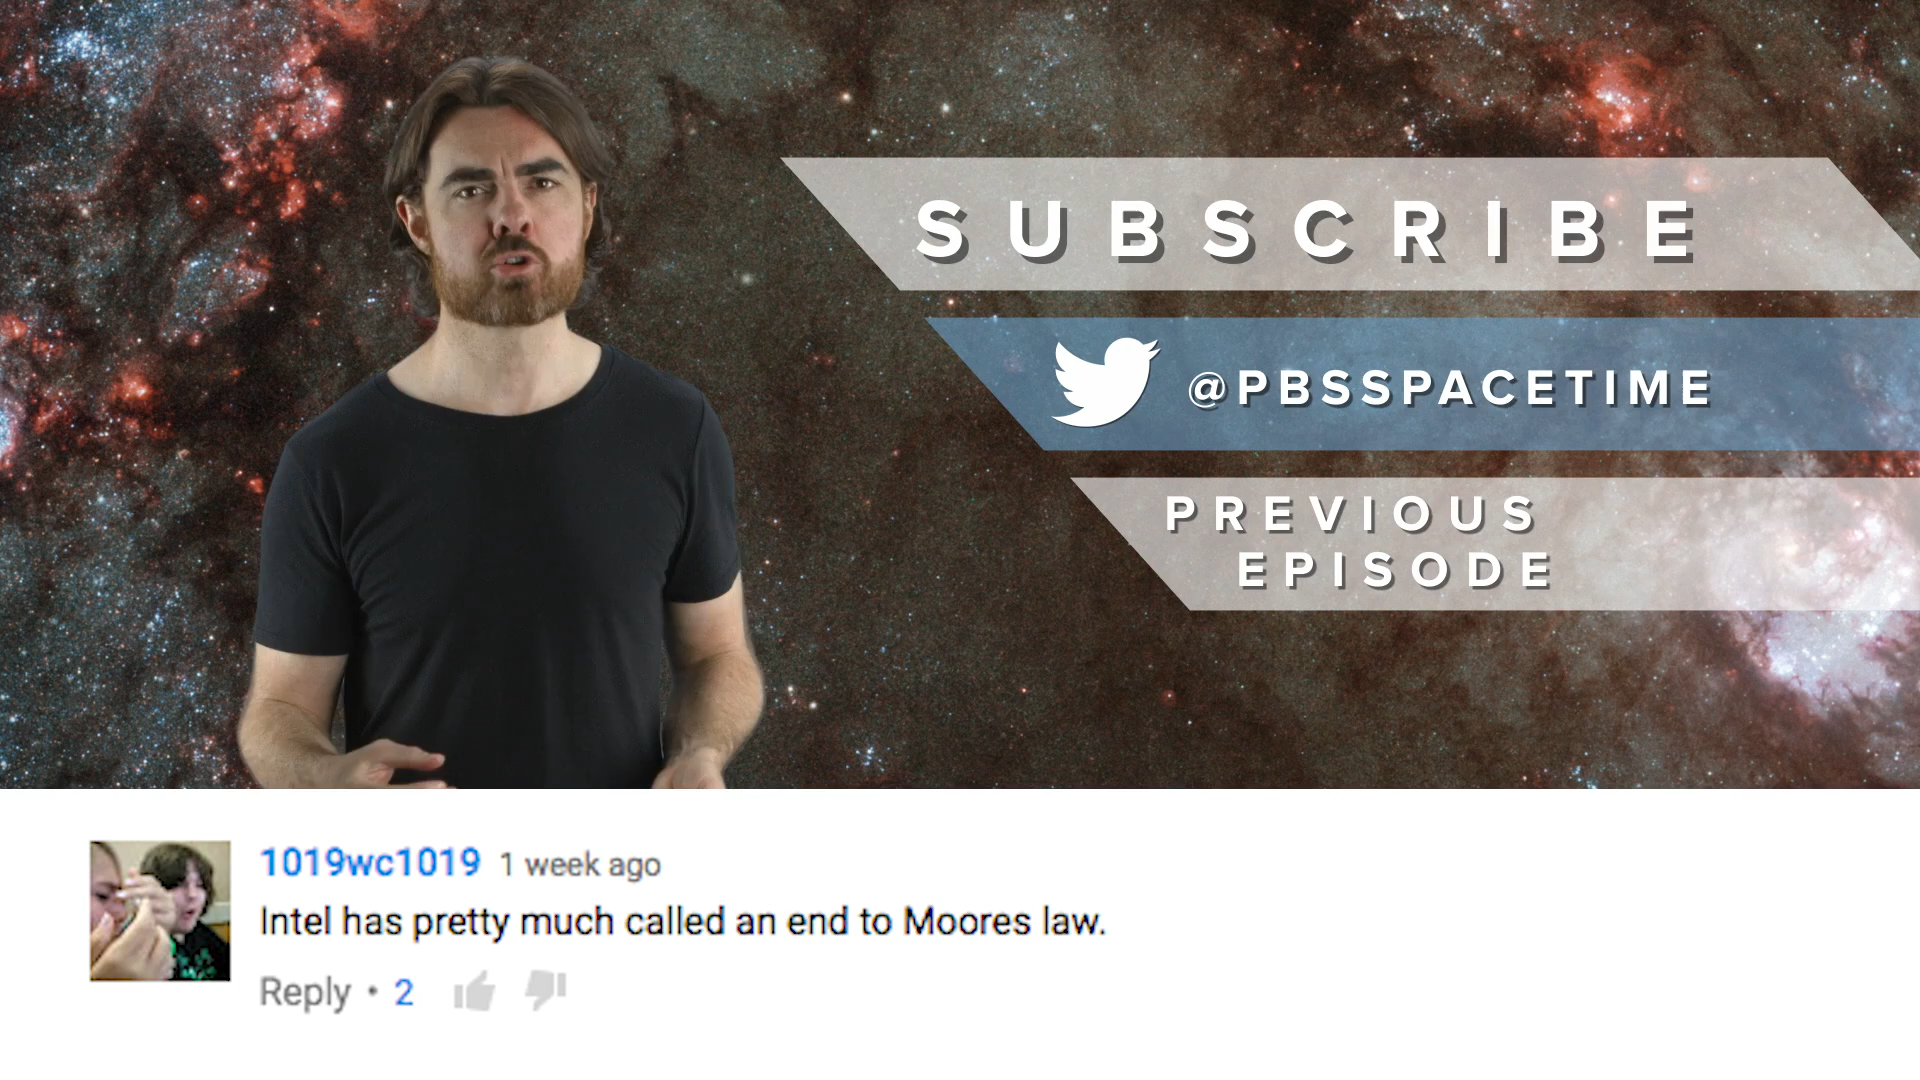 SUBSCRIBE
@PBSSPACETIME
PREVIOUS
EPISODE
1019wc1019 1 week ago
Intel has pretty much called an end to Moores law.
Reply • 2